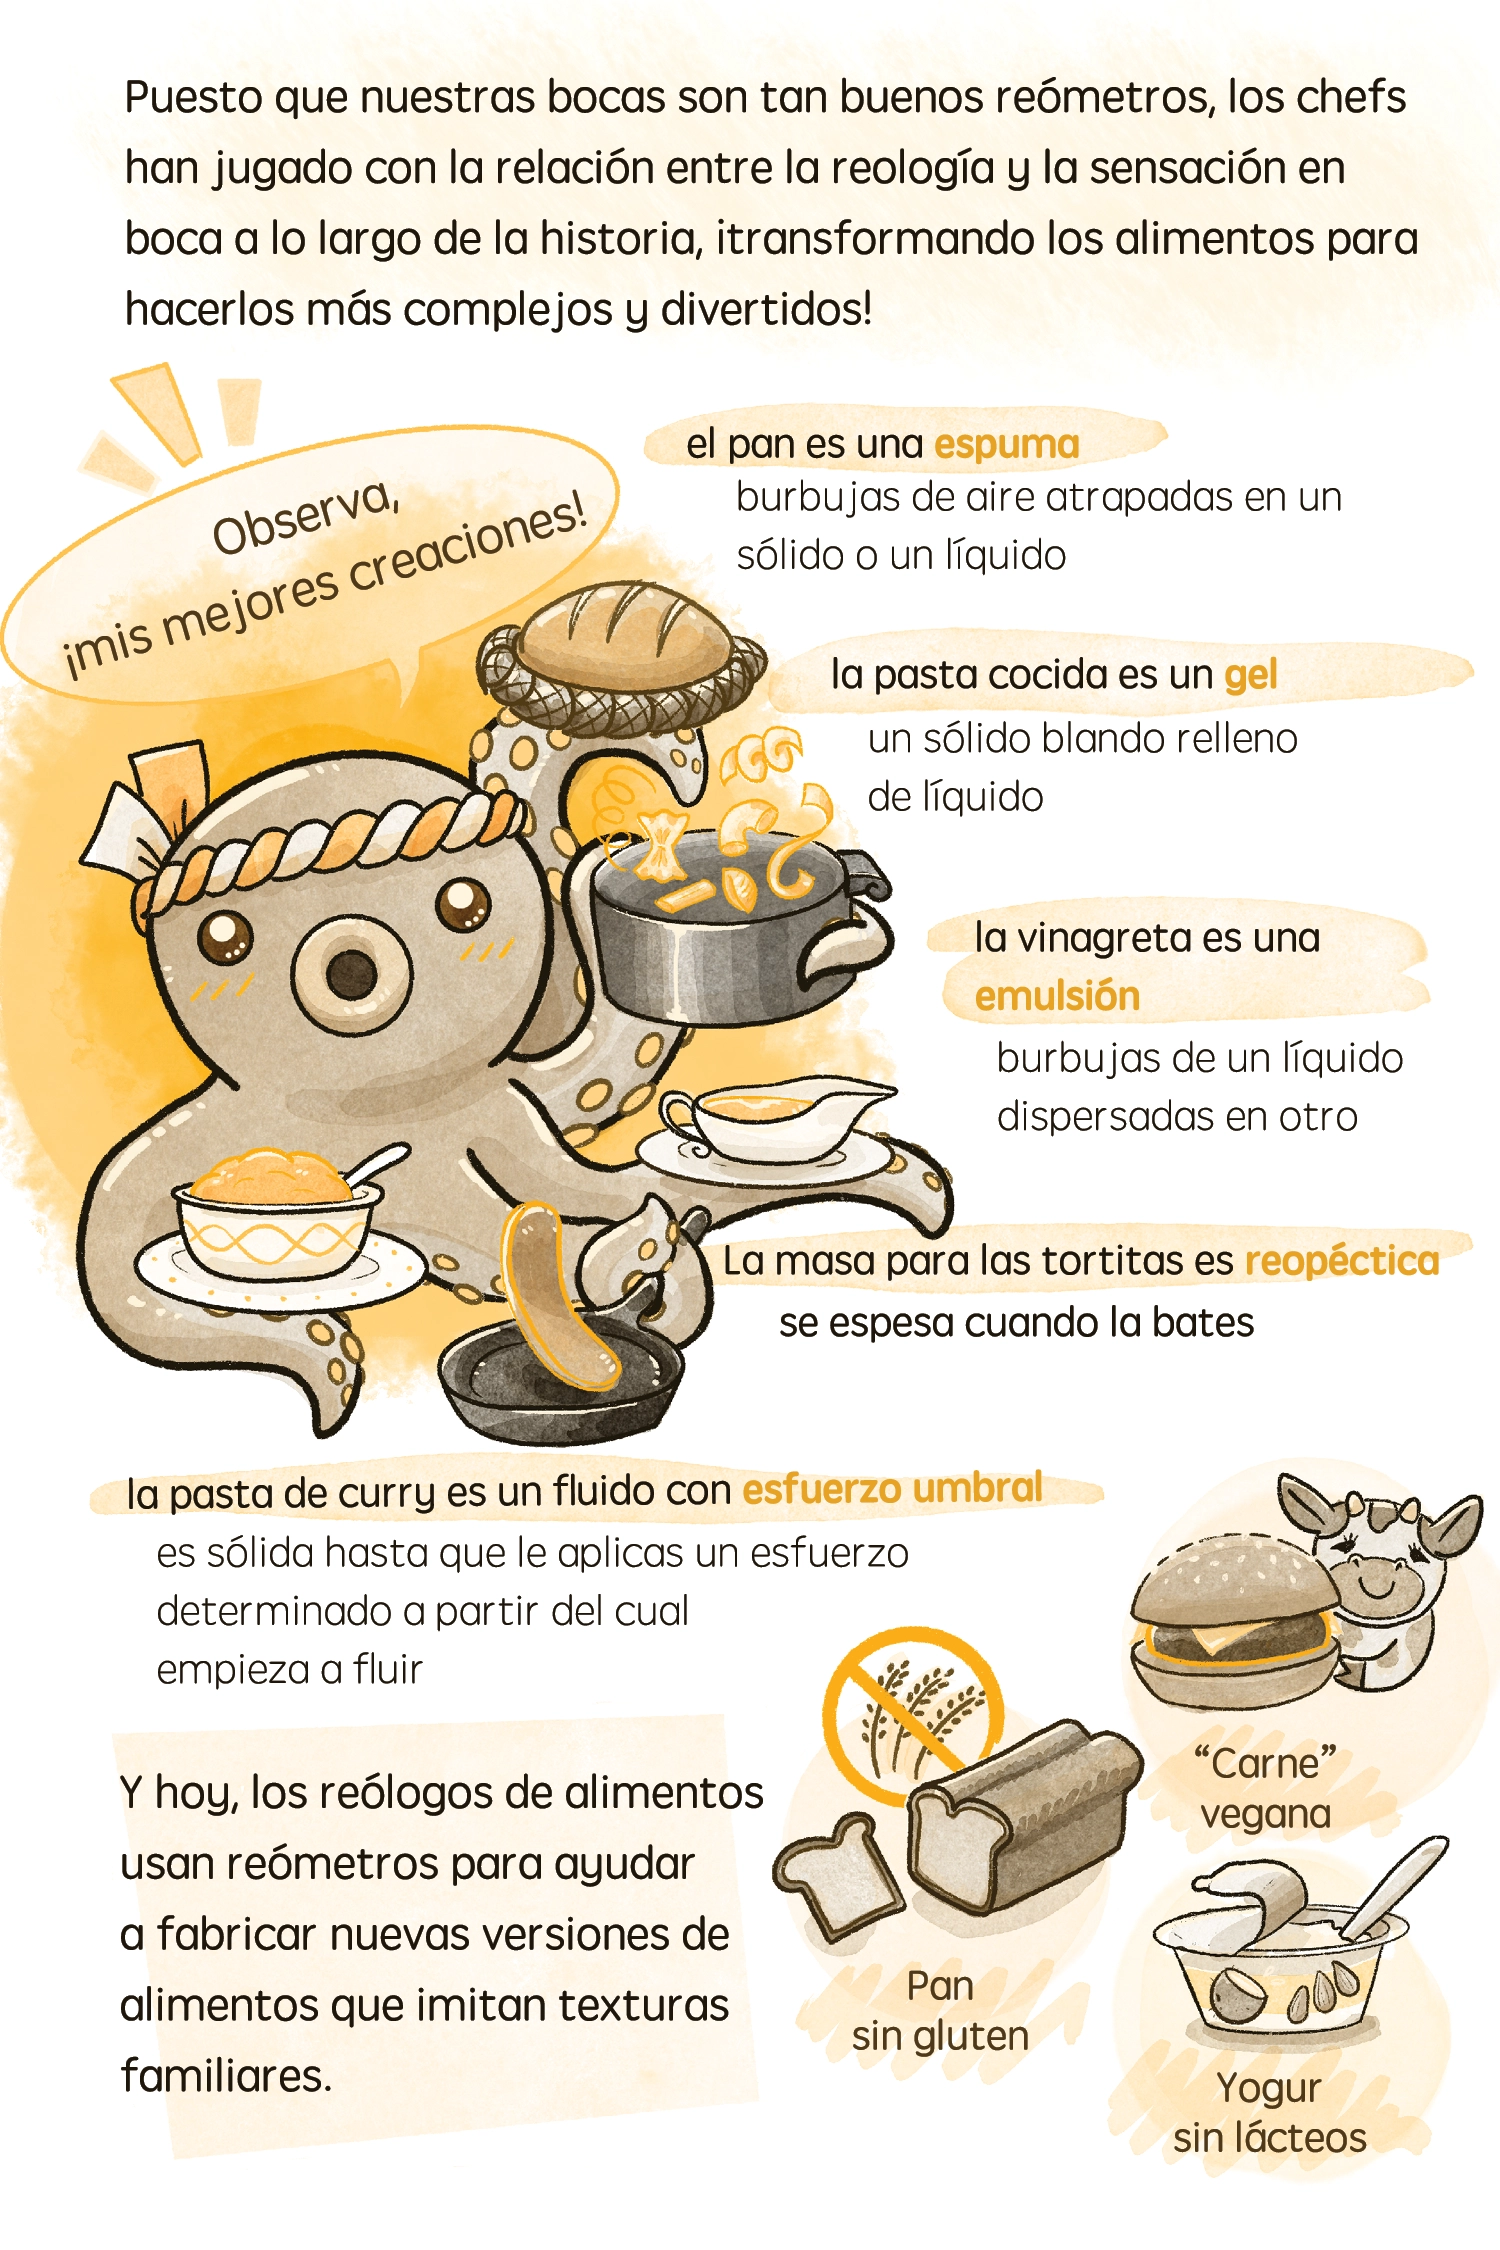 Puesto que nuestras bocas son tan buenos reómetros, los chefs
han jugado con la relación entre la reología y la sensación en
boca a lo largo de la historia, itransformando los alimentos para
hacerlos más complejos y divertidos!
Observa,
¡mis mejores creaciones!
el pan es una espuma
burbujas de aire atrapadas en un
sólido o un líquido
la pasta cocida es un gel
un sólido blando relleno
de líquido
la vinagreta es una
emulsión
burbujas de un líquido
dispersadas en otro
La masa para las tortitas es reopéctica
se espesa cuando la bates
la pasta de curry es un fluido con esfuerzo umbral
es sólida hasta que le aplicas un esfuerzo
determinado a partir del cual
empieza a fluir
Y hoy, los reólogos de alimentos
usan reómetros para ayudar
a fabricar nuevas versiones de
alimentos que imitan texturas
familiares.
“Carne”
vegana
Pan
sin gluten
Yogur
sin lácteos